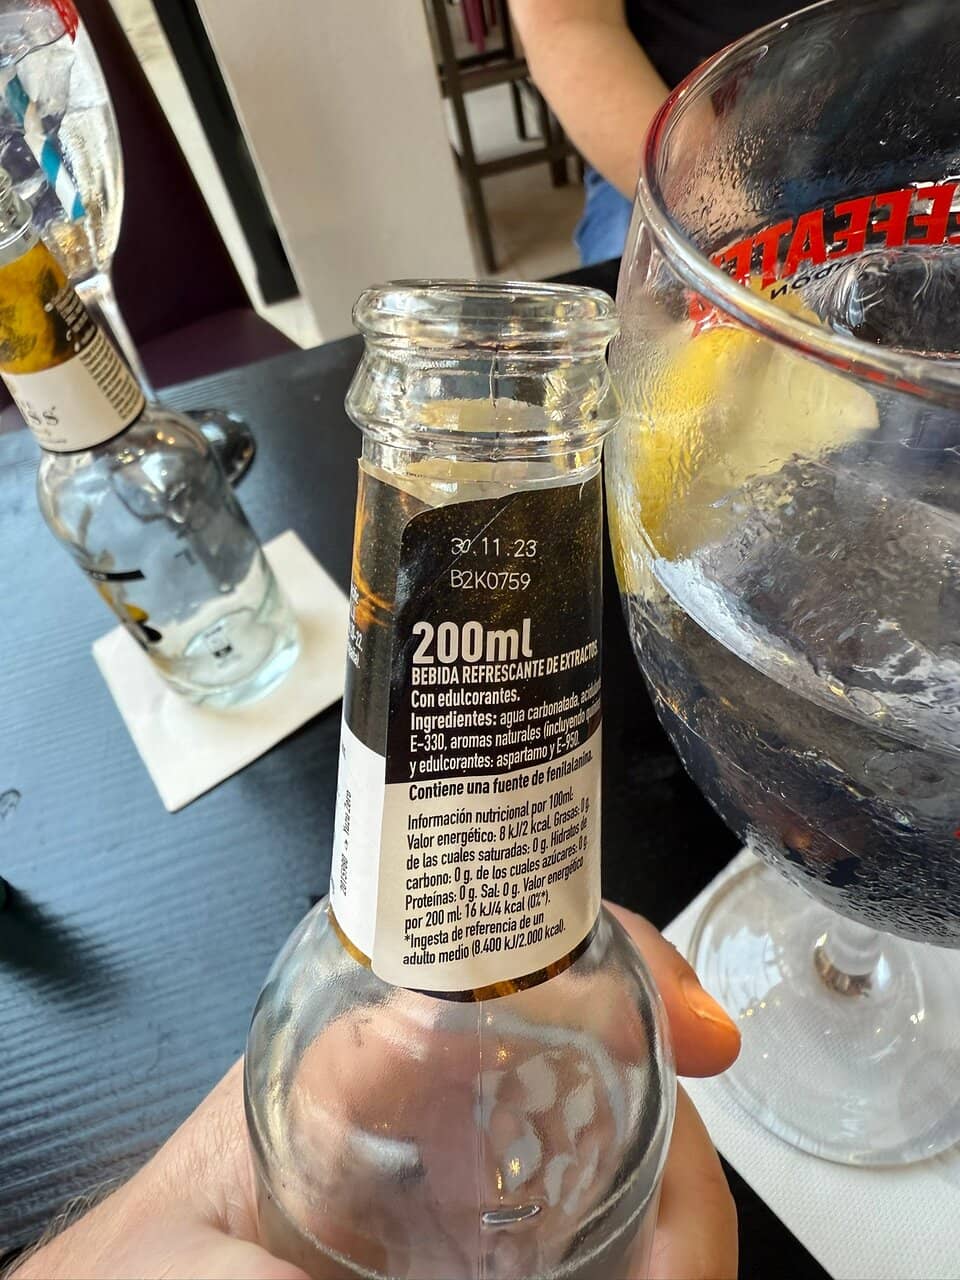 30.11.23
B2K0759
200ml
BEBIDA REFRESCANTE DE EXTRACTOS
Con edulcorantes.
Ingredientes: agua carbonatada,
E-330, aromas naturales (incluyendo
y edulcorantes: aspartamo y E-950.
Contiene una fuente de fenilalanina.
Información nutricional por 100ml:
Valor energético: 8 kJ/2 kcal. Grasas: 0 g.
de las cuales saturadas: 0 g. Hidratos de
carbono: 0 g. de los cuales azúcares: 0 g.
Proteínas: 0 g. Sal: 0 g. Valor energético
por 200 ml: 16 kJ/4 kcal (0%*).
*Ingesta de referencia de un
adulto medio (8.400 kJ/2.000 kcal).